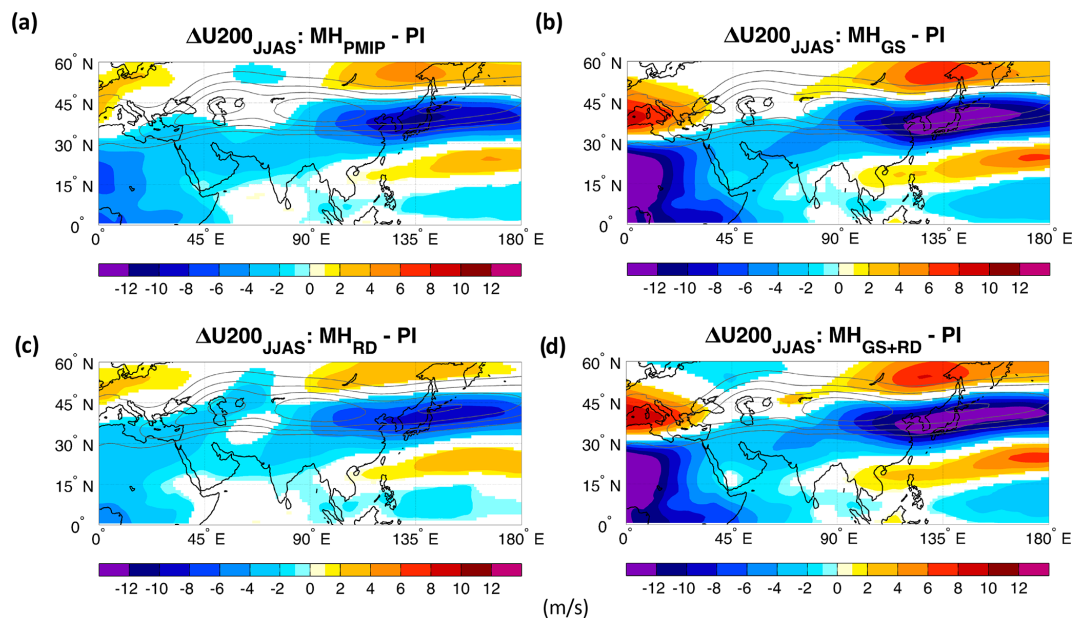 (a)
ΔU200JJAS: MHPMIP - PI
60° N
45° N
30° N
15° N
0°
0° 45° E 90° E 135° E 180° E
-12 -10 -8 -6 -4 -2 0 2 4 6 8 10 12
(b)
ΔU200JJAS: MHGS - PI
60° N
45° N
30° N
15° N
0°
0° 45° E 90° E 135° E 180° E
-12 -10 -8 -6 -4 -2 0 2 4 6 8 10 12
(c)
ΔU200JJAS: MHRD - PI
60° N
45° N
30° N
15° N
0°
0° 45° E 90° E 135° E 180° E
-12 -10 -8 -6 -4 -2 0 2 4 6 8 10 12
(d)
ΔU200JJAS: MHGS+RD - PI
60° N
45° N
30° N
15° N
0°
0° 45° E 90° E 135° E 180° E
-12 -10 -8 -6 -4 -2 0 2 4 6 8 10 12
(m/s)